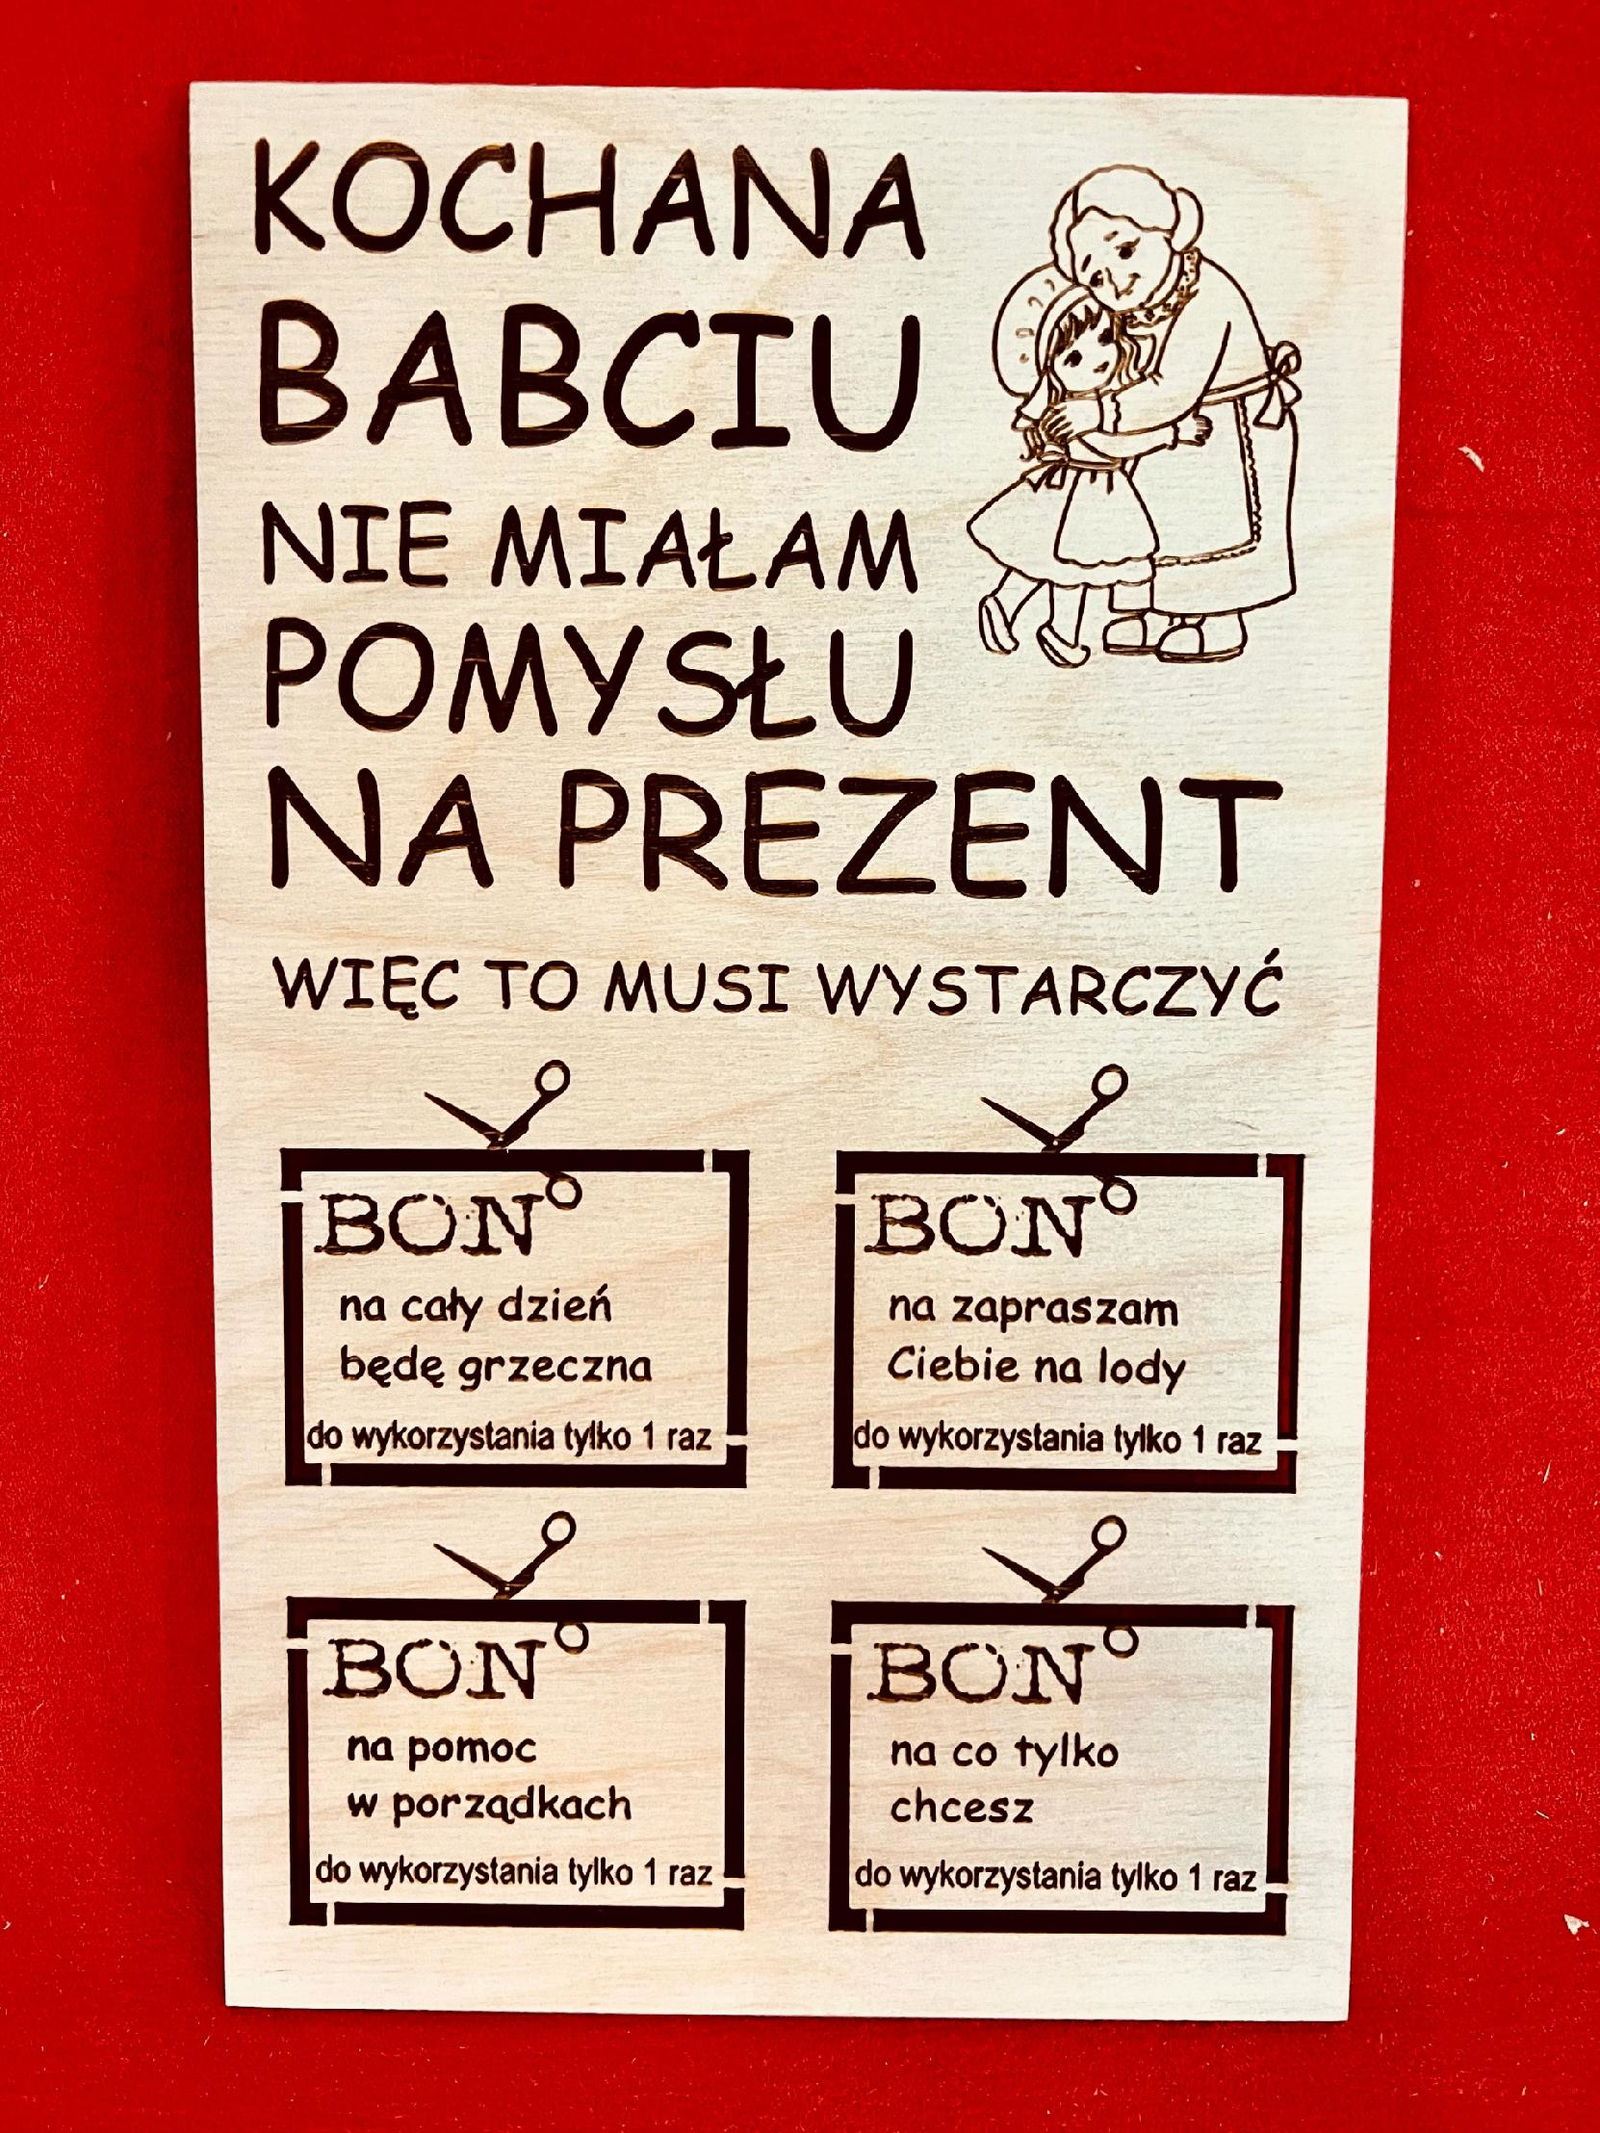 KOCHANA
BABCIU
NIE MIAŁAM
POMYSŁU
NA PREZENT
WIĘC TO MUSI WYSTARCZYĆ
BON
na cały dzień
będę grzeczna
do wykorzystania tylko 1 raz
BON
na zapraszam
Ciebie na lody
do wykorzystania tylko 1 raz
BON
na pomoc
w porządkach
do wykorzystania tylko 1 raz
BON
na co tylko
chcesz
do wykorzystania tylko 1 raz